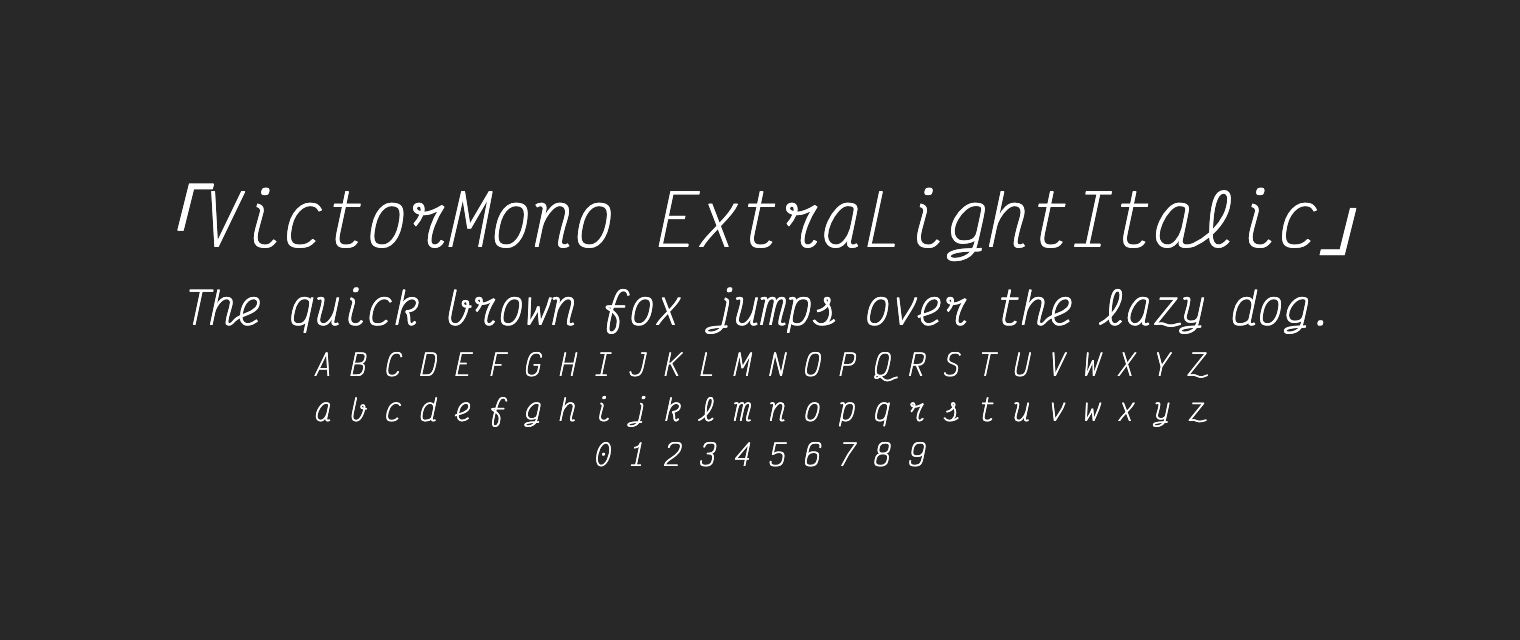 「VictorMono ExtraLightItalic」
The quick brown fox jumps over the lazy dog.
A B C D E F G H I J K L M N O P Q R S T U V W X Y Z
a b c d e f g h i j k l m n o p q r s t u v w x y z
0 1 2 3 4 5 6 7 8 9